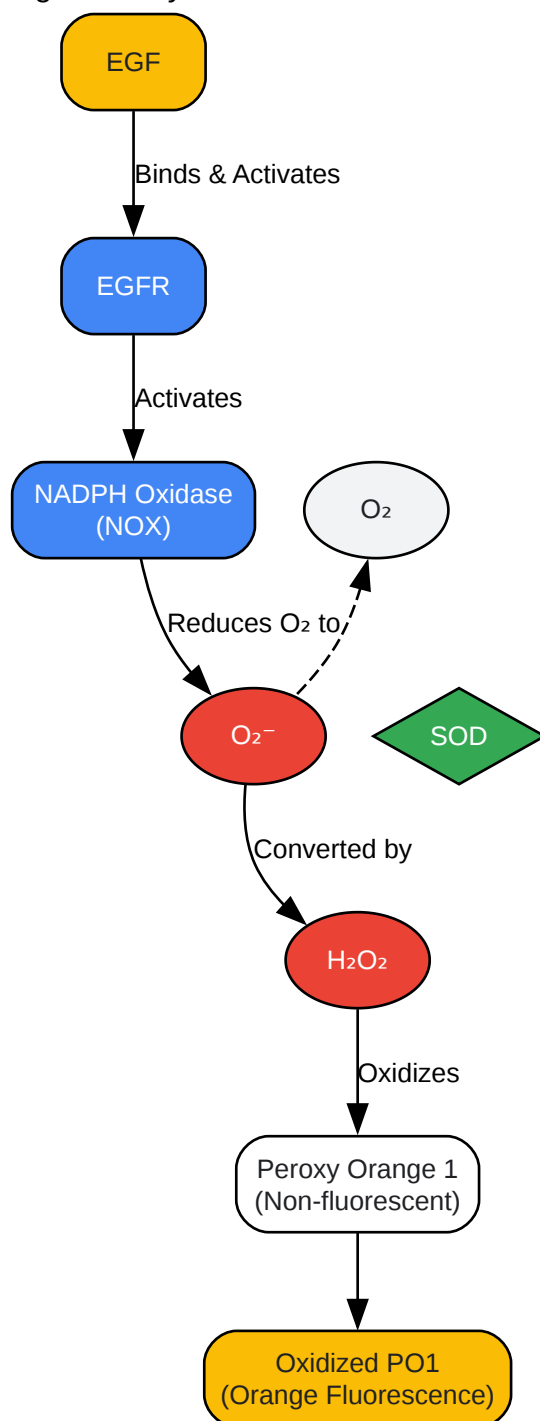 EGF
Binds & Activates
EGFR
Activates
NADPH Oxidase
(NOX)
O₂
Reduces O₂ to
O₂⁻
SOD
Converted by
H₂O₂
Oxidizes
Peroxy Orange 1
(Non-fluorescent)
Oxidized PO1
(Orange Fluorescence)